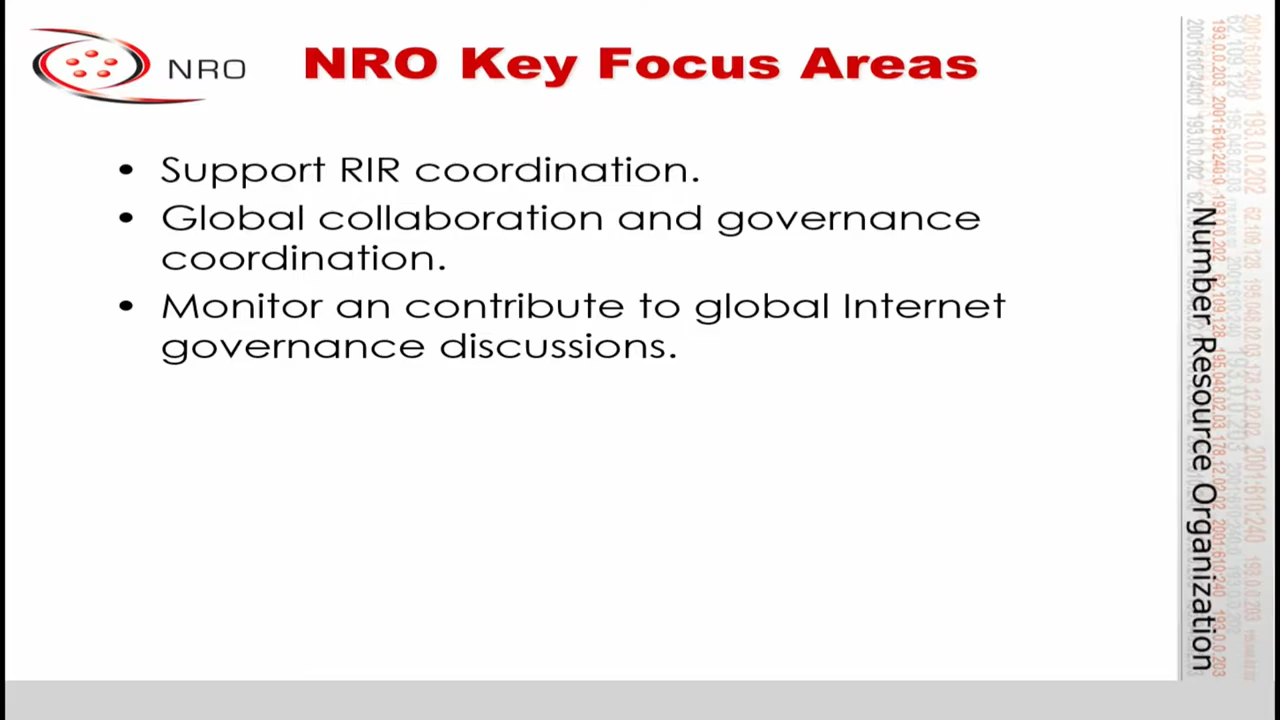 NRO
NRO Key Focus Areas
• Support RIR coordination.
• Global collaboration and governance
coordination.
• Monitor an contribute to global Internet
governance discussions.
Number Resource Organization